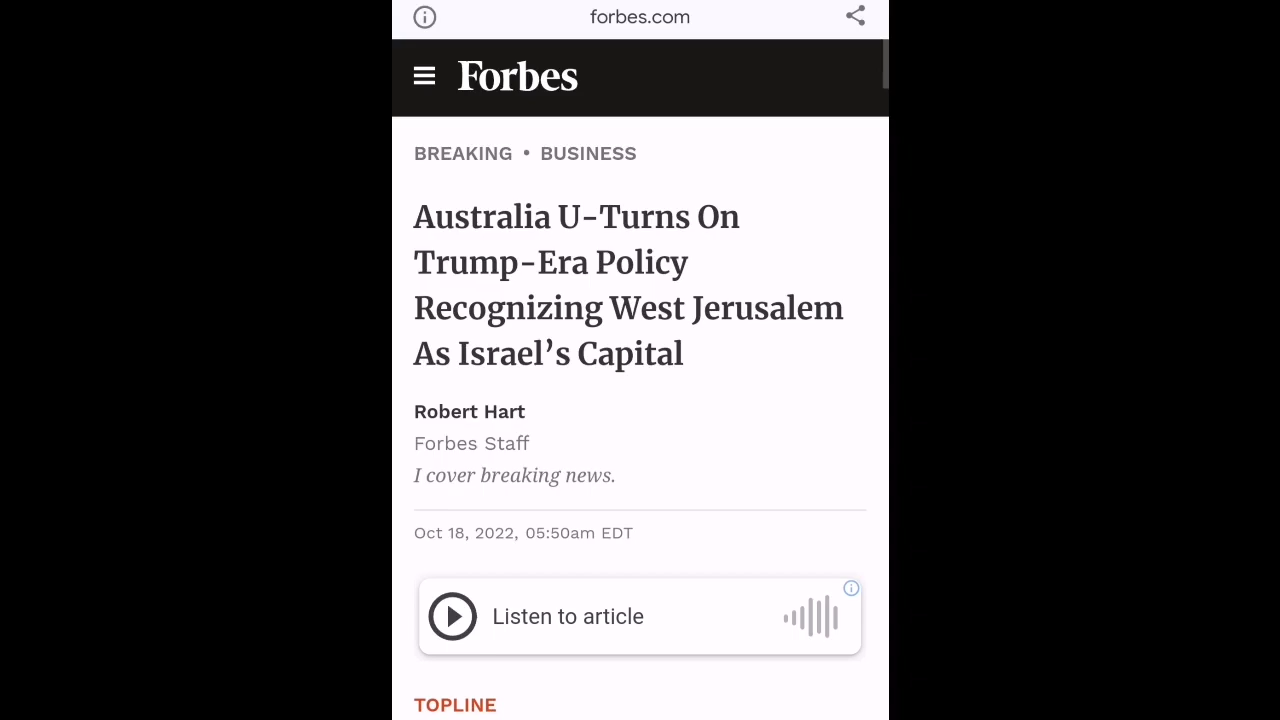 forbes.com
Forbes
BREAKING • BUSINESS
Australia U-Turns On
Trump-Era Policy
Recognizing West Jerusalem
As Israel’s Capital
Robert Hart
Forbes Staff
I cover breaking news.
Oct 18, 2022, 05:50am EDT
Listen to article
TOPLINE